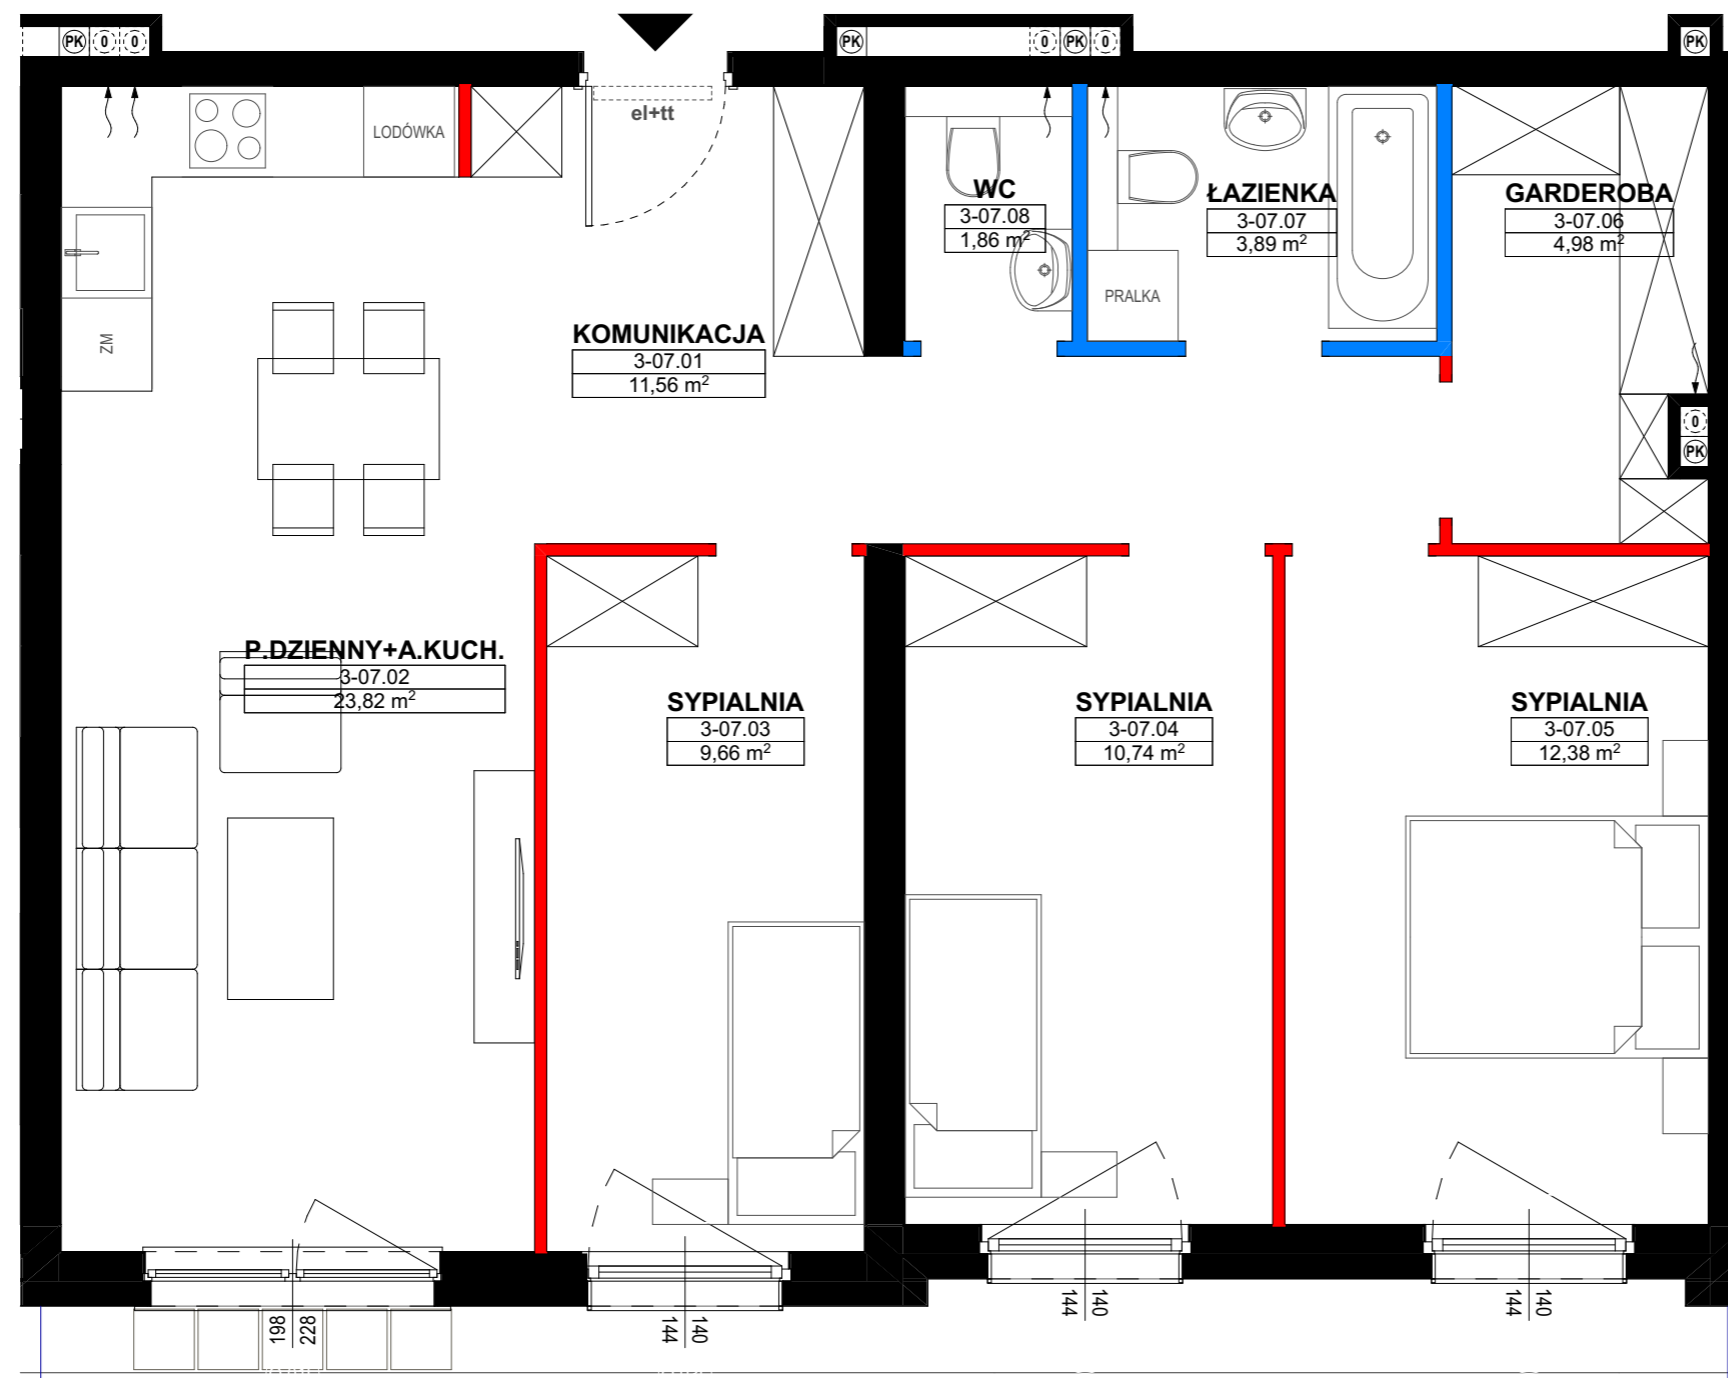 PK 0 0
PK
0 PK 0
PK
el+tt
LODÓWKA
WC
3-07.08
1,86 m²
ŁAZIENKA
3-07.07
3,89 m²
GARDEROBA
3-07.06
4,98 m²
PRALKA
ZM
KOMUNIKACJA
3-07.01
11,56 m²
0
PK
P.DZIENNY+A.KUCH.
3-07.02
23,82 m²
SYPIALNIA
3-07.03
9,66 m²
SYPIALNIA
3-07.04
10,74 m²
SYPIALNIA
3-07.05
12,38 m²
198
228
144
140
144
140
144
140